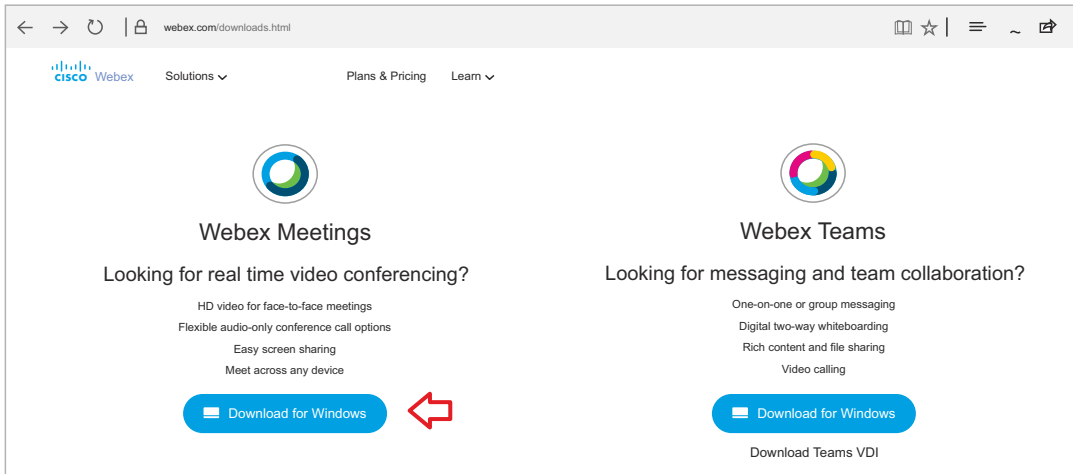 webex.com/downloads.html
CISCO Webex Solutions Plans & Pricing Learn
Webex Meetings
Looking for real time video conferencing?
HD video for face-to-face meetings
Flexible audio-only conference call options
Easy screen sharing
Meet across any device
Download for Windows
Webex Teams
Looking for messaging and team collaboration?
One-on-one or group messaging
Digital two-way whiteboarding
Rich content and file sharing
Video calling
Download for Windows
Download Teams VDI